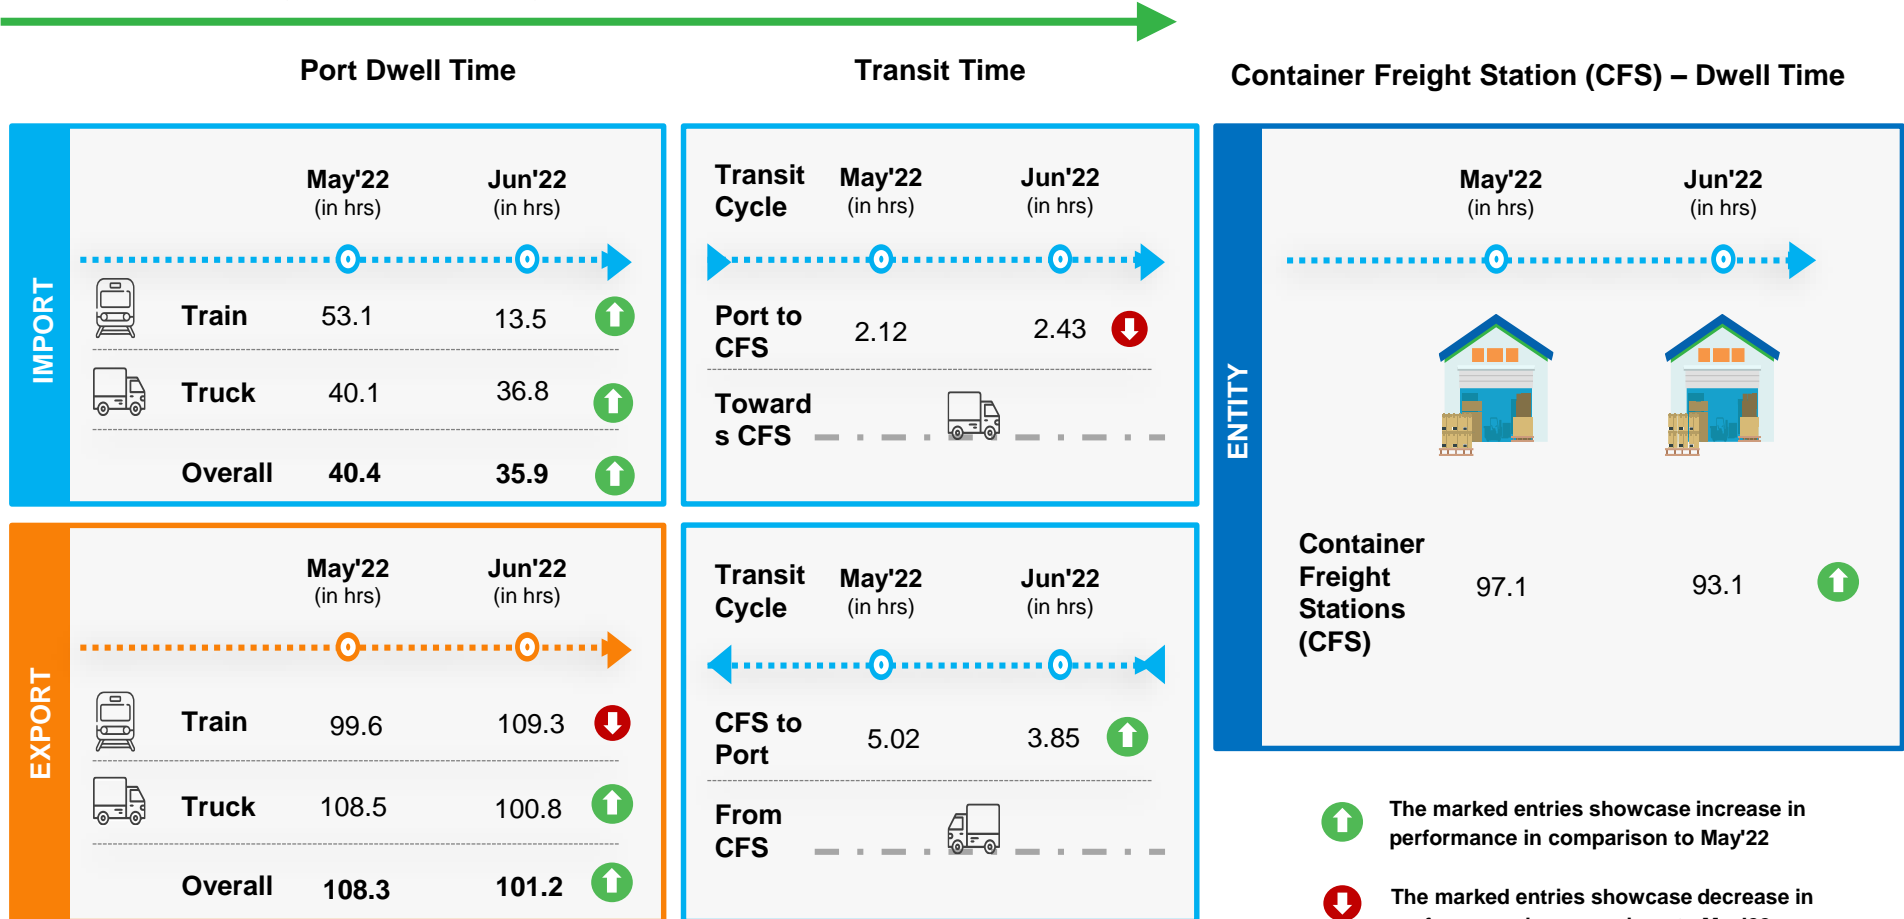 Port Dwell Time
Transit Time
Container Freight Station (CFS) – Dwell Time
IMPORT
May'22
(in hrs)
Jun'22
(in hrs)
Train 53.1 13.5
Truck 40.1 36.8
Overall 40.4 35.9
Transit
Cycle
May'22
(in hrs)
Jun'22
(in hrs)
Port to
CFS
2.12 2.43
Toward
s CFS
ENTITY
May'22
(in hrs)
Jun'22
(in hrs)
Container
Freight
Stations
(CFS)
97.1 93.1
EXPORT
May'22
(in hrs)
Jun'22
(in hrs)
Train 99.6 109.3
Truck 108.5 100.8
Overall 108.3 101.2
Transit
Cycle
May'22
(in hrs)
Jun'22
(in hrs)
CFS to
Port
5.02 3.85
From
CFS
The marked entries showcase increase in
performance in comparison to May'22
The marked entries showcase decrease in